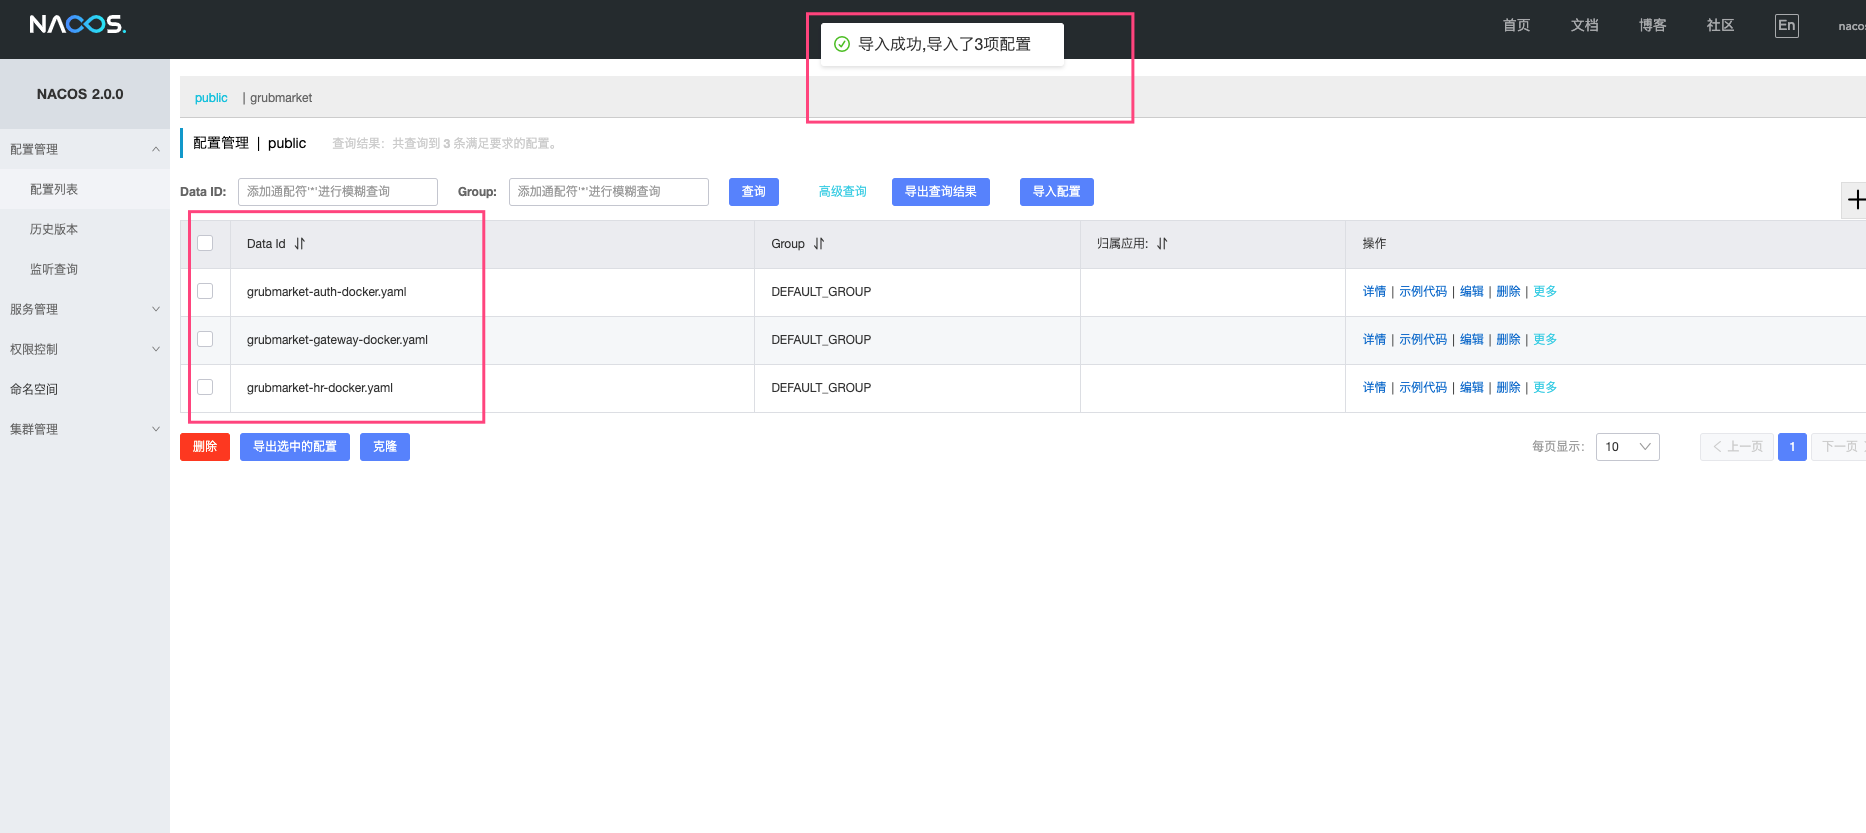 NACOS.
首页 文档 博客 社区 En nacos
导入成功,导入了3项配置
NACOS 2.0.0
配置管理
配置列表
历史版本
监听查询
服务管理
权限控制
命名空间
集群管理
public | grubmarket
配置管理 | public 查询结果：共查询到 3 条满足要求的配置。
Data ID: 添加通配符'*'进行模糊查询 Group: 添加通配符'*'进行模糊查询 查询 高级查询 导出查询结果 导入配置
Data Id Group 归属应用: 操作
grubmarket-auth-docker.yaml DEFAULT_GROUP 详情 | 示例代码 | 编辑 | 删除 | 更多
grubmarket-gateway-docker.yaml DEFAULT_GROUP 详情 | 示例代码 | 编辑 | 删除 | 更多
grubmarket-hr-docker.yaml DEFAULT_GROUP 详情 | 示例代码 | 编辑 | 删除 | 更多
删除 导出选中的配置 克隆 每页显示: 10 上一页 1 下一页